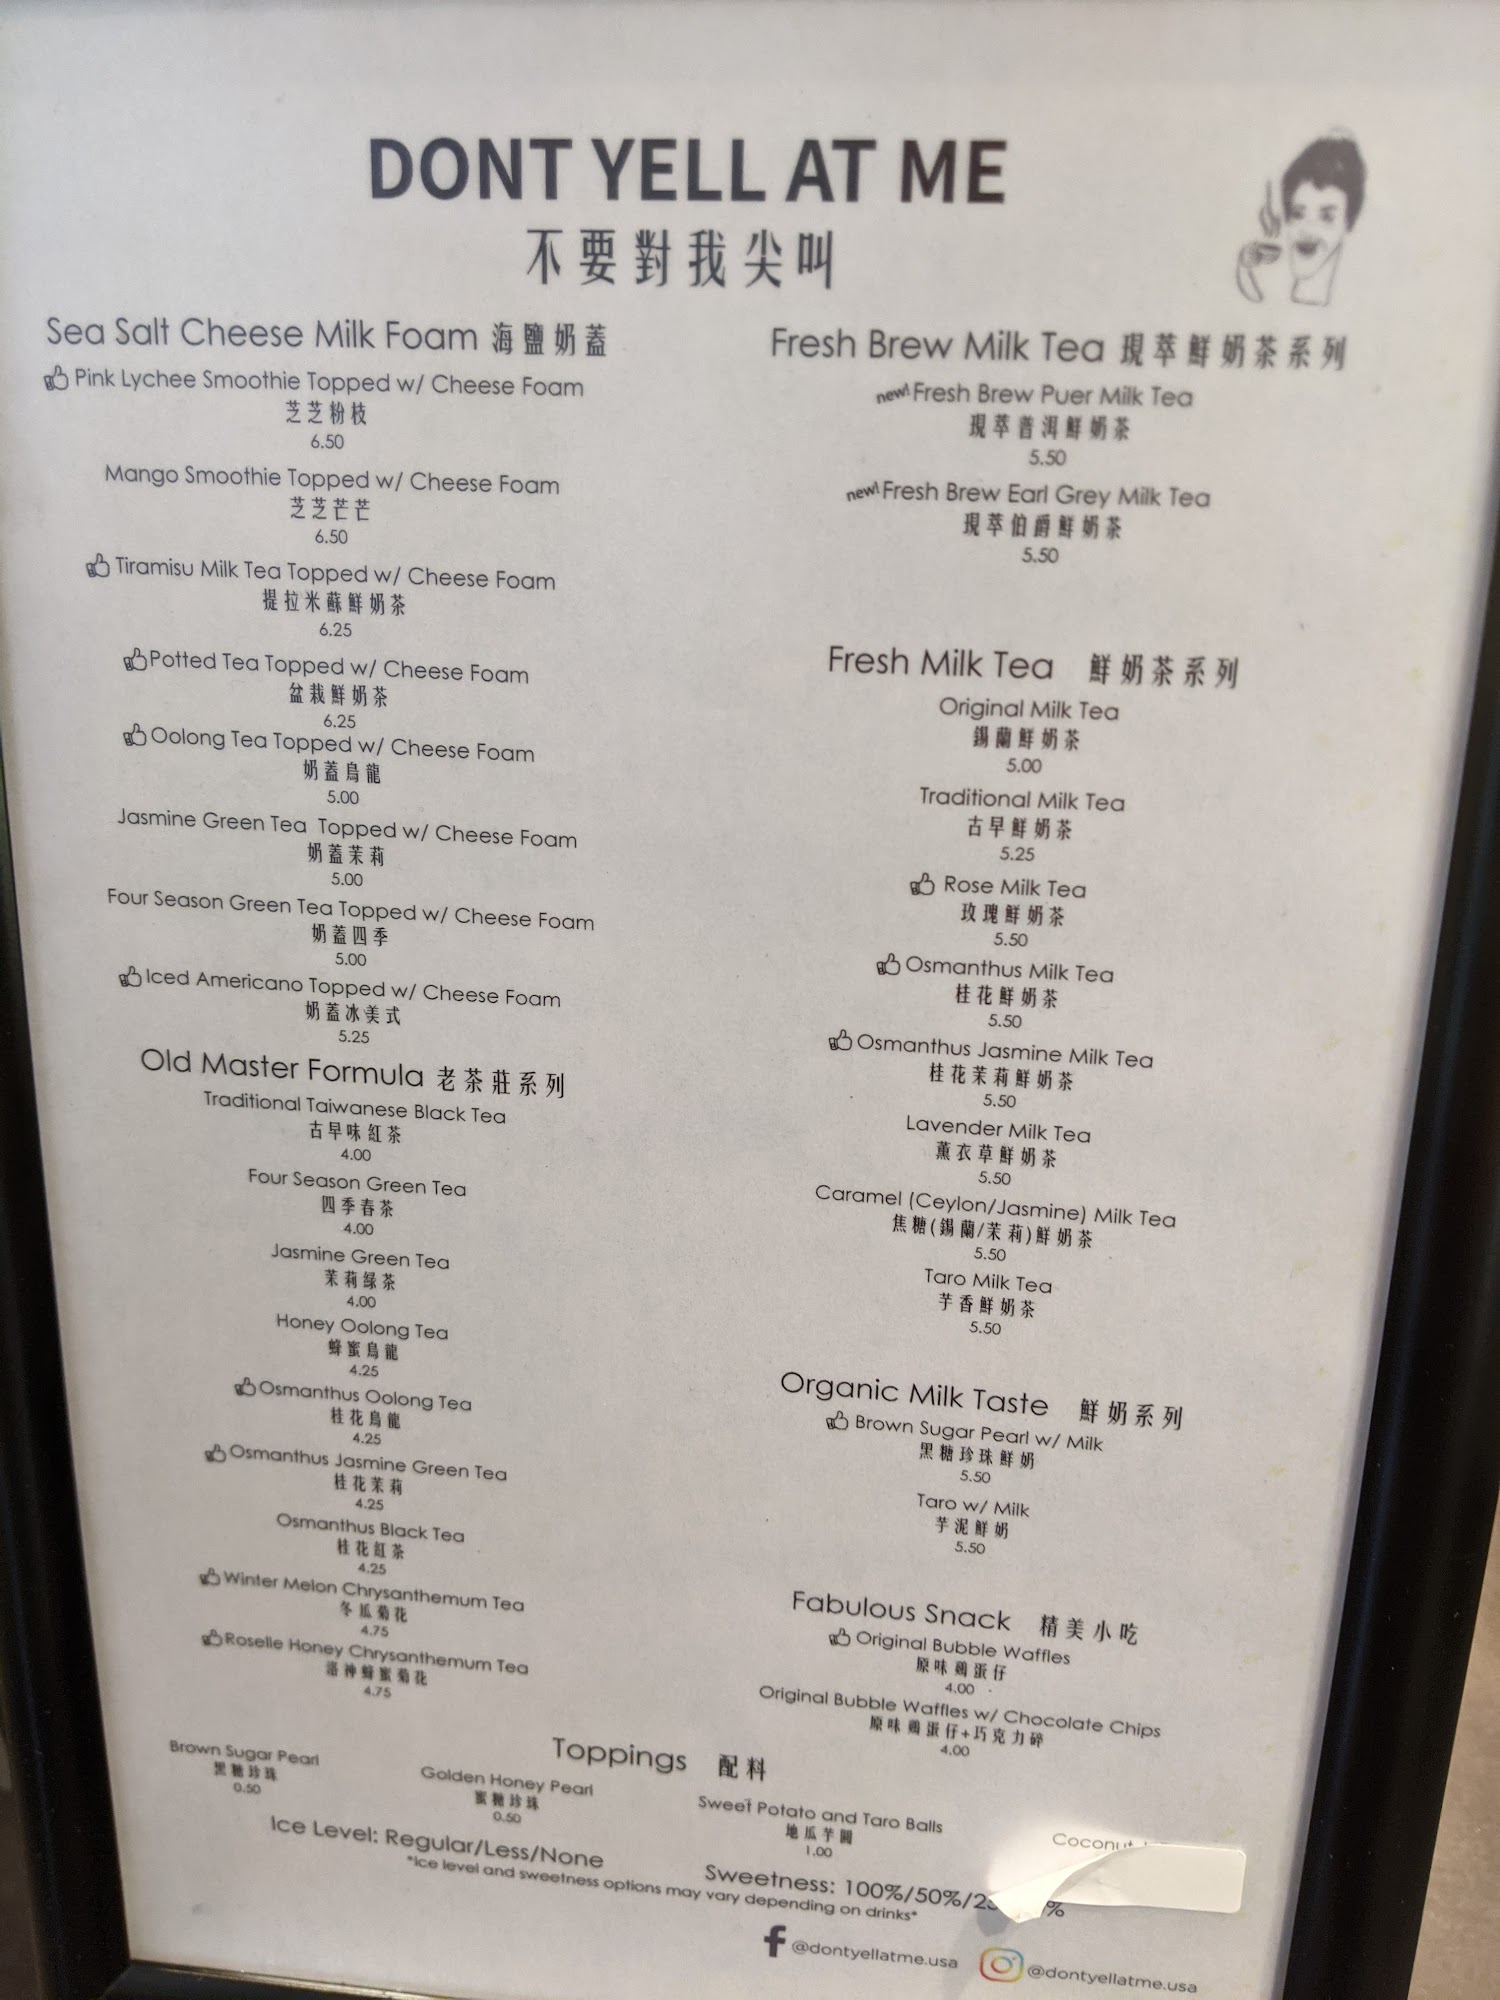 DONT YELL AT ME
不要對我尖叫
Sea Salt Cheese Milk Foam 海鹽奶蓋
Pink Lychee Smoothie Topped w/ Cheese Foam
芝芝粉枝
6.50
Mango Smoothie Topped w/ Cheese Foam
芝芝芒芒
6.50
Tiramisu Milk Tea Topped w/ Cheese Foam
提拉米蘇鮮奶茶
6.25
Potted Tea Topped w/ Cheese Foam
盆栽鮮奶茶
6.25
Oolong Tea Topped w/ Cheese Foam
奶蓋烏龍
5.00
Jasmine Green Tea Topped w/ Cheese Foam
奶蓋茉莉
5.00
Four Season Green Tea Topped w/ Cheese Foam
奶蓋四季
5.00
Iced Americano Topped w/ Cheese Foam
奶蓋冰美式
5.25
Old Master Formula 老茶莊系列
Traditional Taiwanese Black Tea
古早味紅茶
4.00
Four Season Green Tea
四季春茶
4.00
Jasmine Green Tea
茉莉绿茶
4.00
Honey Oolong Tea
蜂蜜烏龍
4.25
Osmanthus Oolong Tea
桂花烏龍
4.25
Osmanthus Jasmine Green Tea
桂花茉莉
4.25
Osmanthus Black Tea
桂花紅茶
4.25
Winter Melon Chrysanthemum Tea
冬瓜菊花
4.75
Roselle Honey Chrysanthemum Tea
洛神蜂蜜菊花
4.75
Fresh Brew Milk Tea 現萃鮮奶茶系列
new! Fresh Brew Puer Milk Tea
現萃普洱鮮奶茶
5.50
new! Fresh Brew Earl Grey Milk Tea
現萃伯爵鮮奶茶
5.50
Fresh Milk Tea 鮮奶茶系列
Original Milk Tea
錫蘭鮮奶茶
5.00
Traditional Milk Tea
古早鮮奶茶
5.25
Rose Milk Tea
玫瑰鮮奶茶
5.50
Osmanthus Milk Tea
桂花鮮奶茶
5.50
Osmanthus Jasmine Milk Tea
桂花茉莉鮮奶茶
5.50
Lavender Milk Tea
薰衣草鮮奶茶
5.50
Caramel (Ceylon/Jasmine) Milk Tea
焦糖(錫蘭/茉莉)鮮奶茶
5.50
Taro Milk Tea
芋香鮮奶茶
5.50
Organic Milk Taste 鮮奶系列
Brown Sugar Pearl w/ Milk
黑糖珍珠鮮奶
5.50
Taro w/ Milk
芋泥鮮奶
5.50
Fabulous Snack 精美小吃
Original Bubble Waffles
原味鷄蛋仔
4.00
Original Bubble Waffles w/ Chocolate Chips
原味鷄蛋仔+巧克力碎
4.00
Toppings 配料
Brown Sugar Pearl
黑糖珍珠
0.50
Golden Honey Pearl
蜜糖珍珠
0.50
Sweet Potato and Taro Balls
地瓜芋圓
1.00
Coconut
Ice Level: Regular/Less/None
Sweetness: 100%/50%/2 %
*Ice level and sweetness options may vary depending on drinks*
@dontyellatme.usa
@dontyellatme.usa